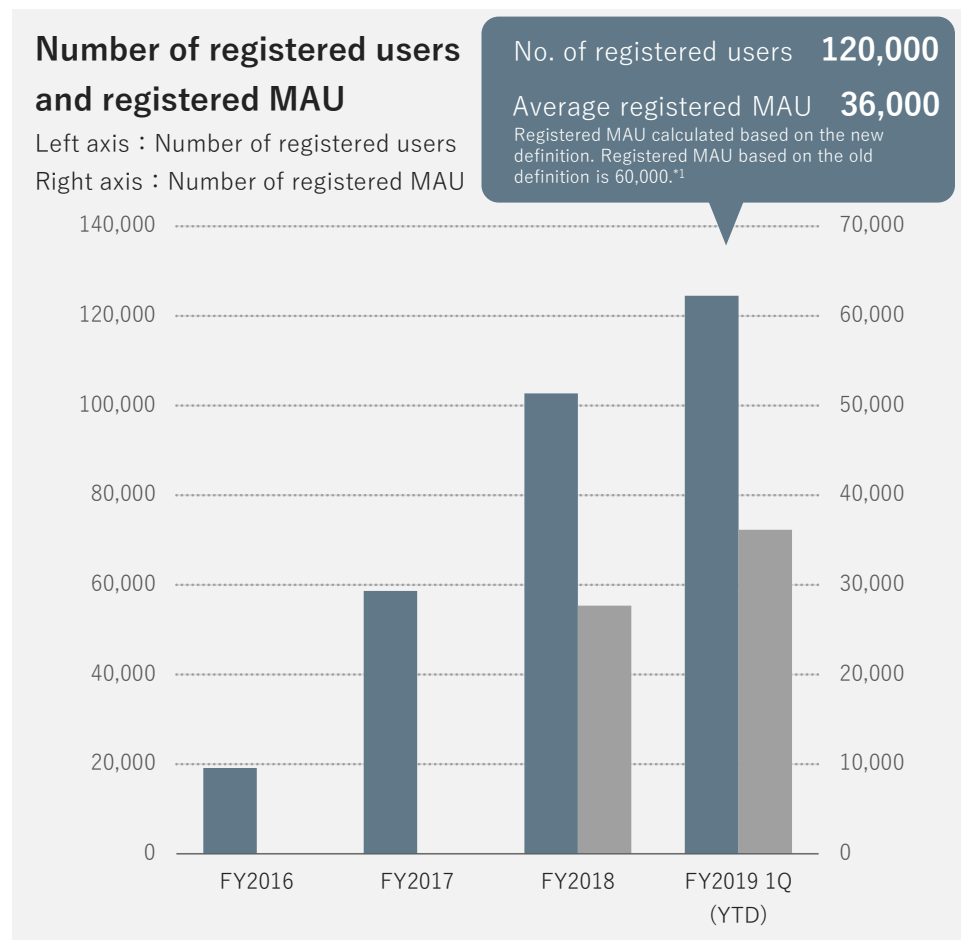 Number of registered users
and registered MAU
Left axis：Number of registered users
Right axis：Number of registered MAU
No. of registered users 120,000
Average registered MAU 36,000
Registered MAU calculated based on the new
definition. Registered MAU based on the old
definition is 60,000.*1
140,000 70,000
120,000 60,000
100,000 50,000
80,000 40,000
60,000 30,000
40,000 20,000
20,000 10,000
0 0
FY2016 FY2017 FY2018 FY2019 1Q
(YTD)